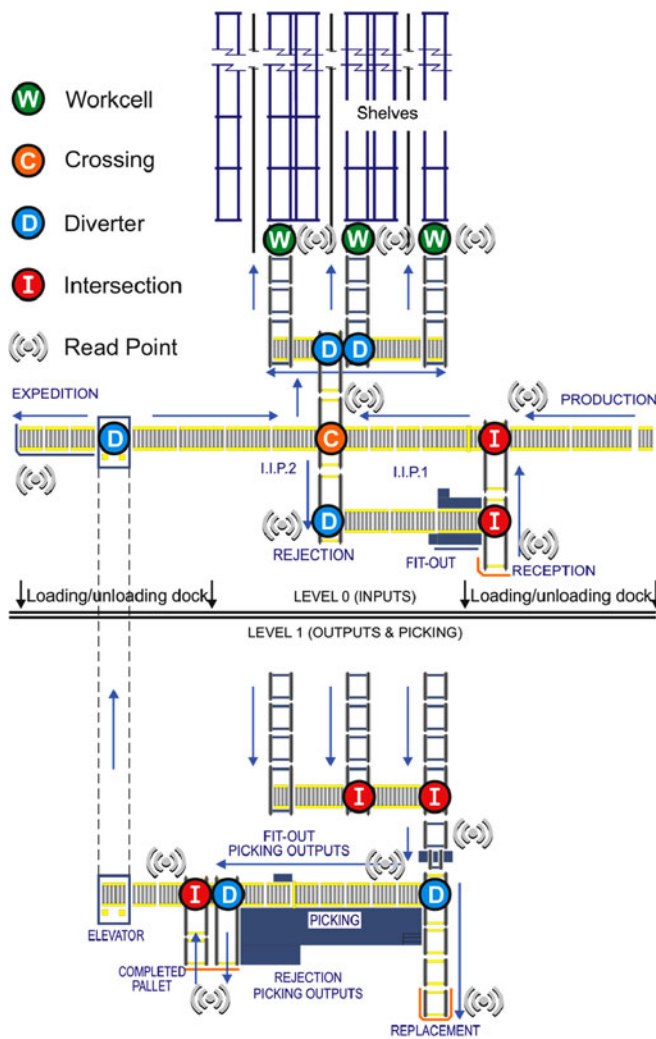 Shelves
W Workcell
C Crossing
D Diverter
I Intersection
Read Point
W W W
D D
EXPEDITION
PRODUCTION
D C I
I.I.P.2
I.I.P.1
D I
REJECTION
FIT-OUT
RECEPTION
Loading/unloading dock
LEVEL 0 (INPUTS)
Loading/unloading dock
LEVEL 1 (OUTPUTS & PICKING)
I I
FIT-OUT
PICKING OUTPUTS
I D D
PICKING
ELEVATOR
COMPLETED
PALLET
REJECTION
PICKING OUTPUTS
REPLACEMENT